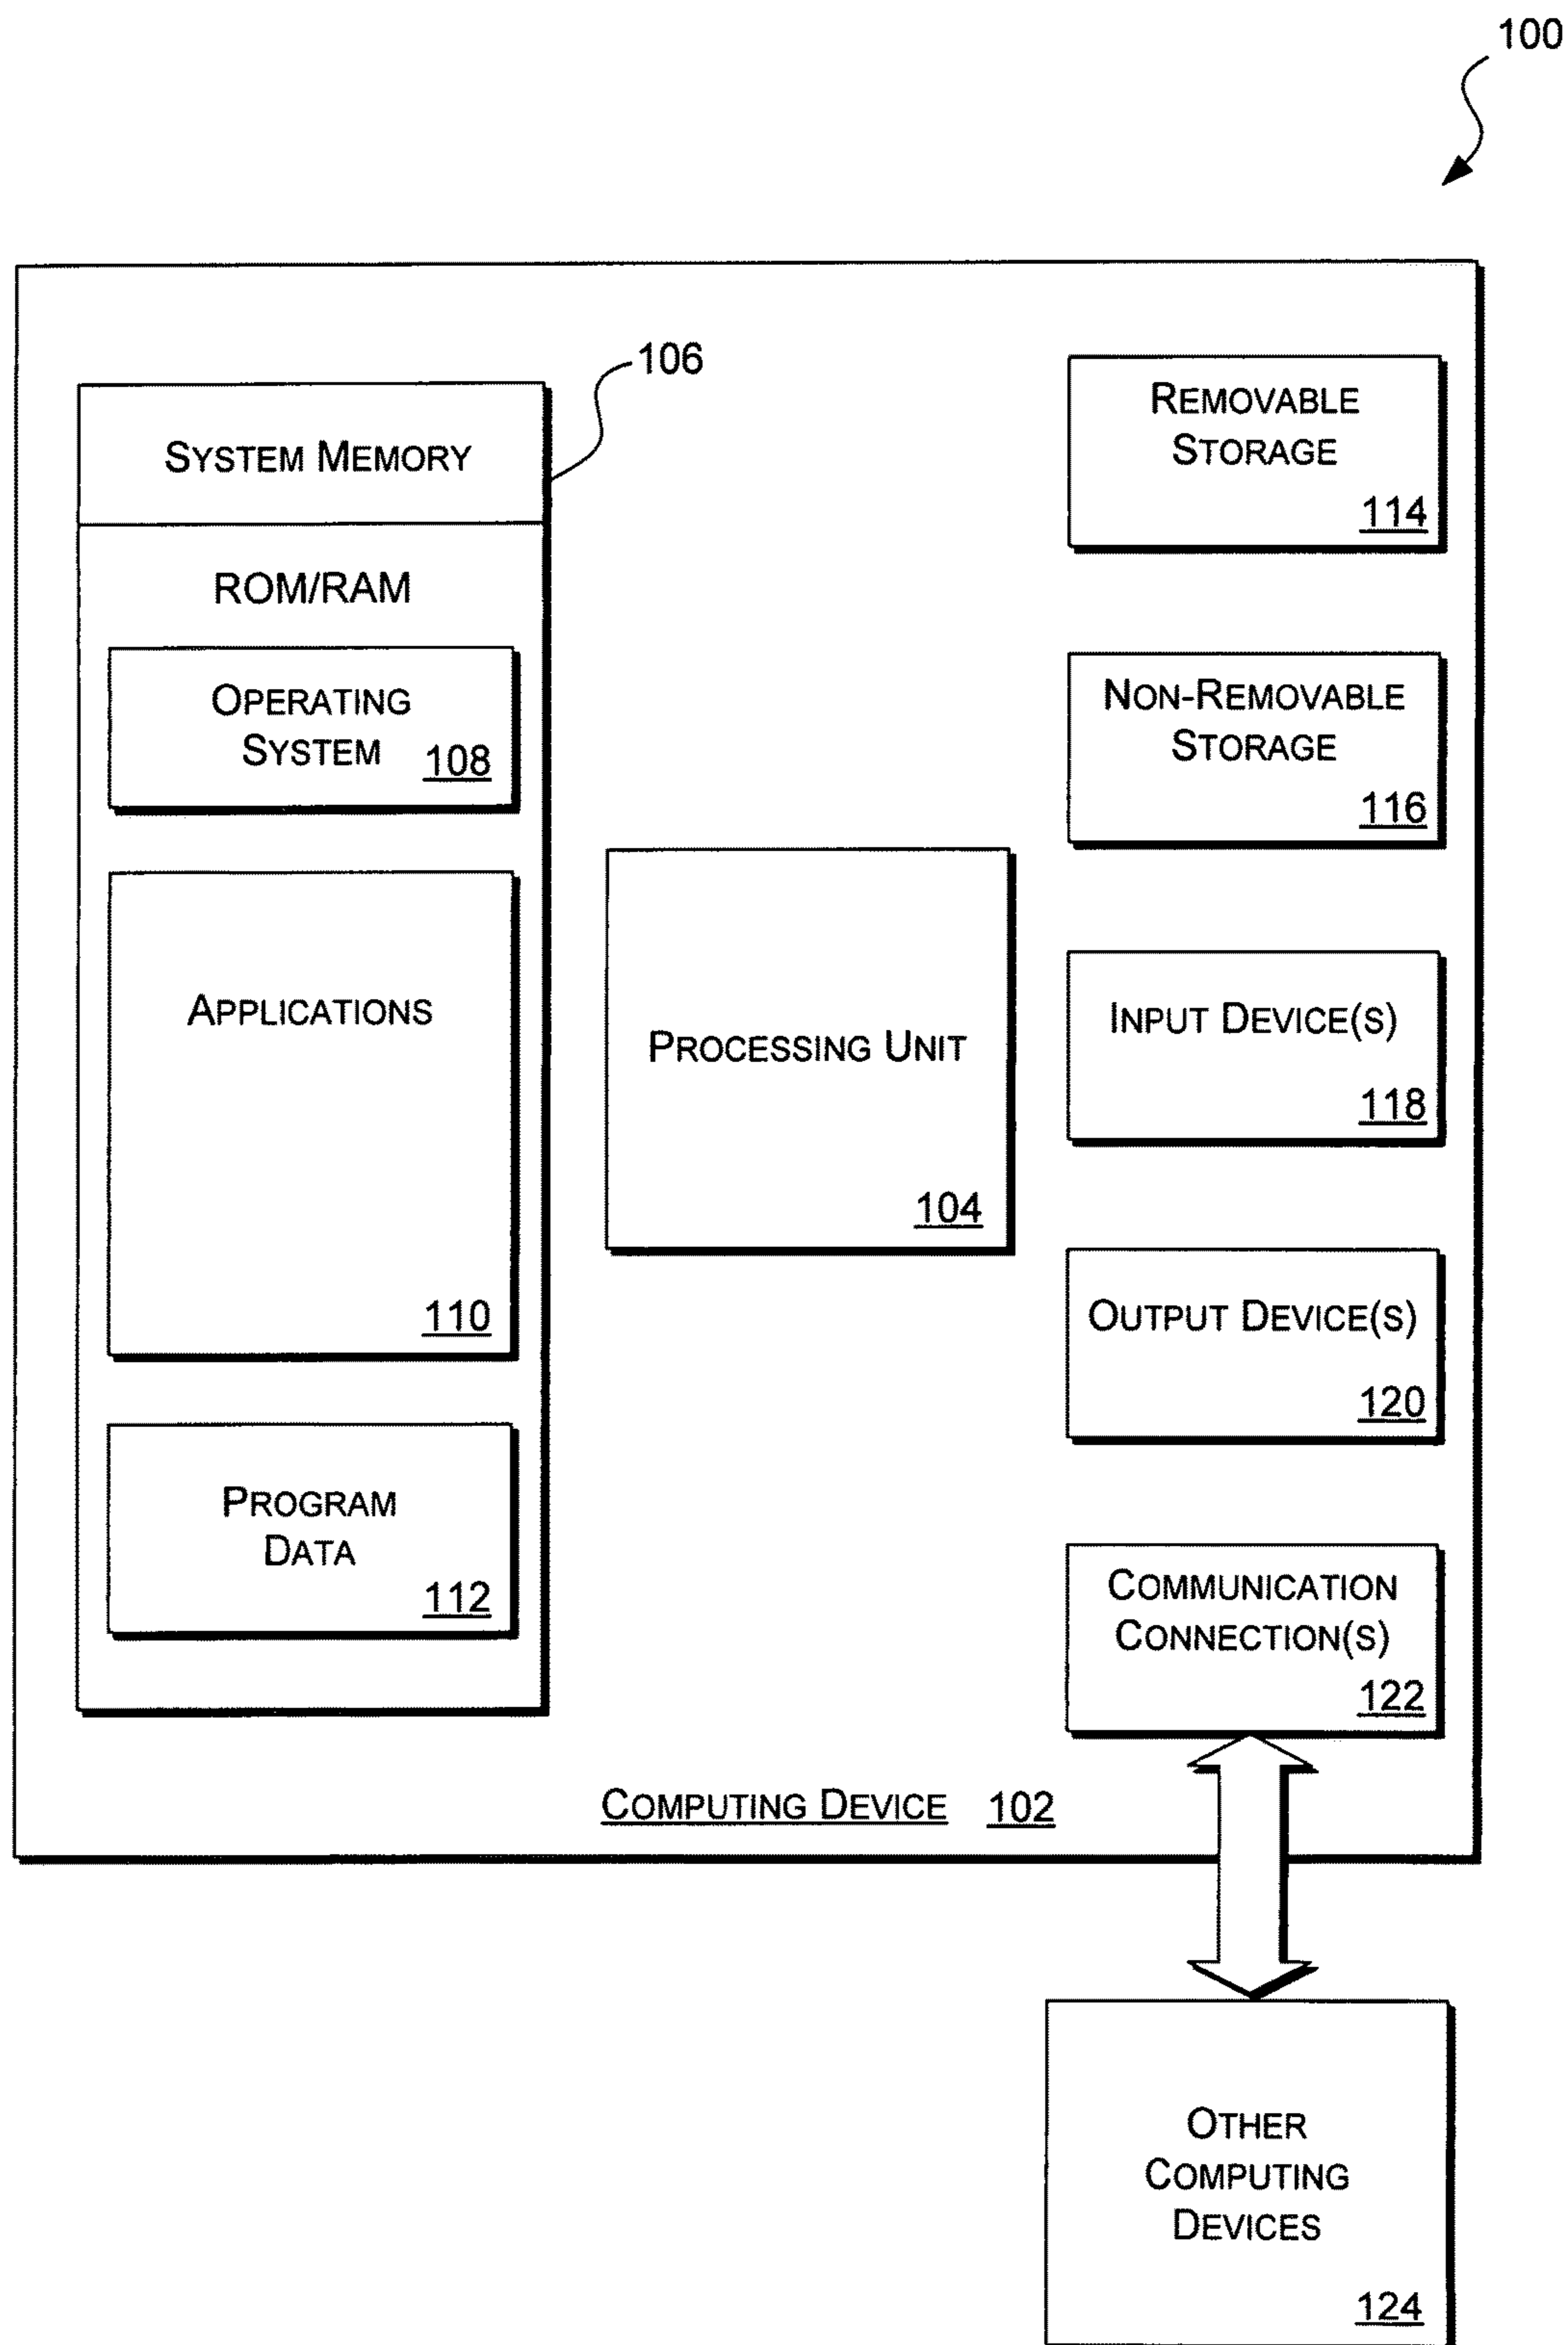 100
106
SYSTEM MEMORY
ROM/RAM
OPERATING
SYSTEM 108
APPLICATIONS
110
PROGRAM
DATA
112
PROCESSING UNIT
104
REMOVABLE
STORAGE
114
NON-REMOVABLE
STORAGE
116
INPUT DEVICE(S)
118
OUTPUT DEVICE(S)
120
COMMUNICATION
CONNECTION(S)
122
COMPUTING DEVICE 102
OTHER
COMPUTING
DEVICES
124